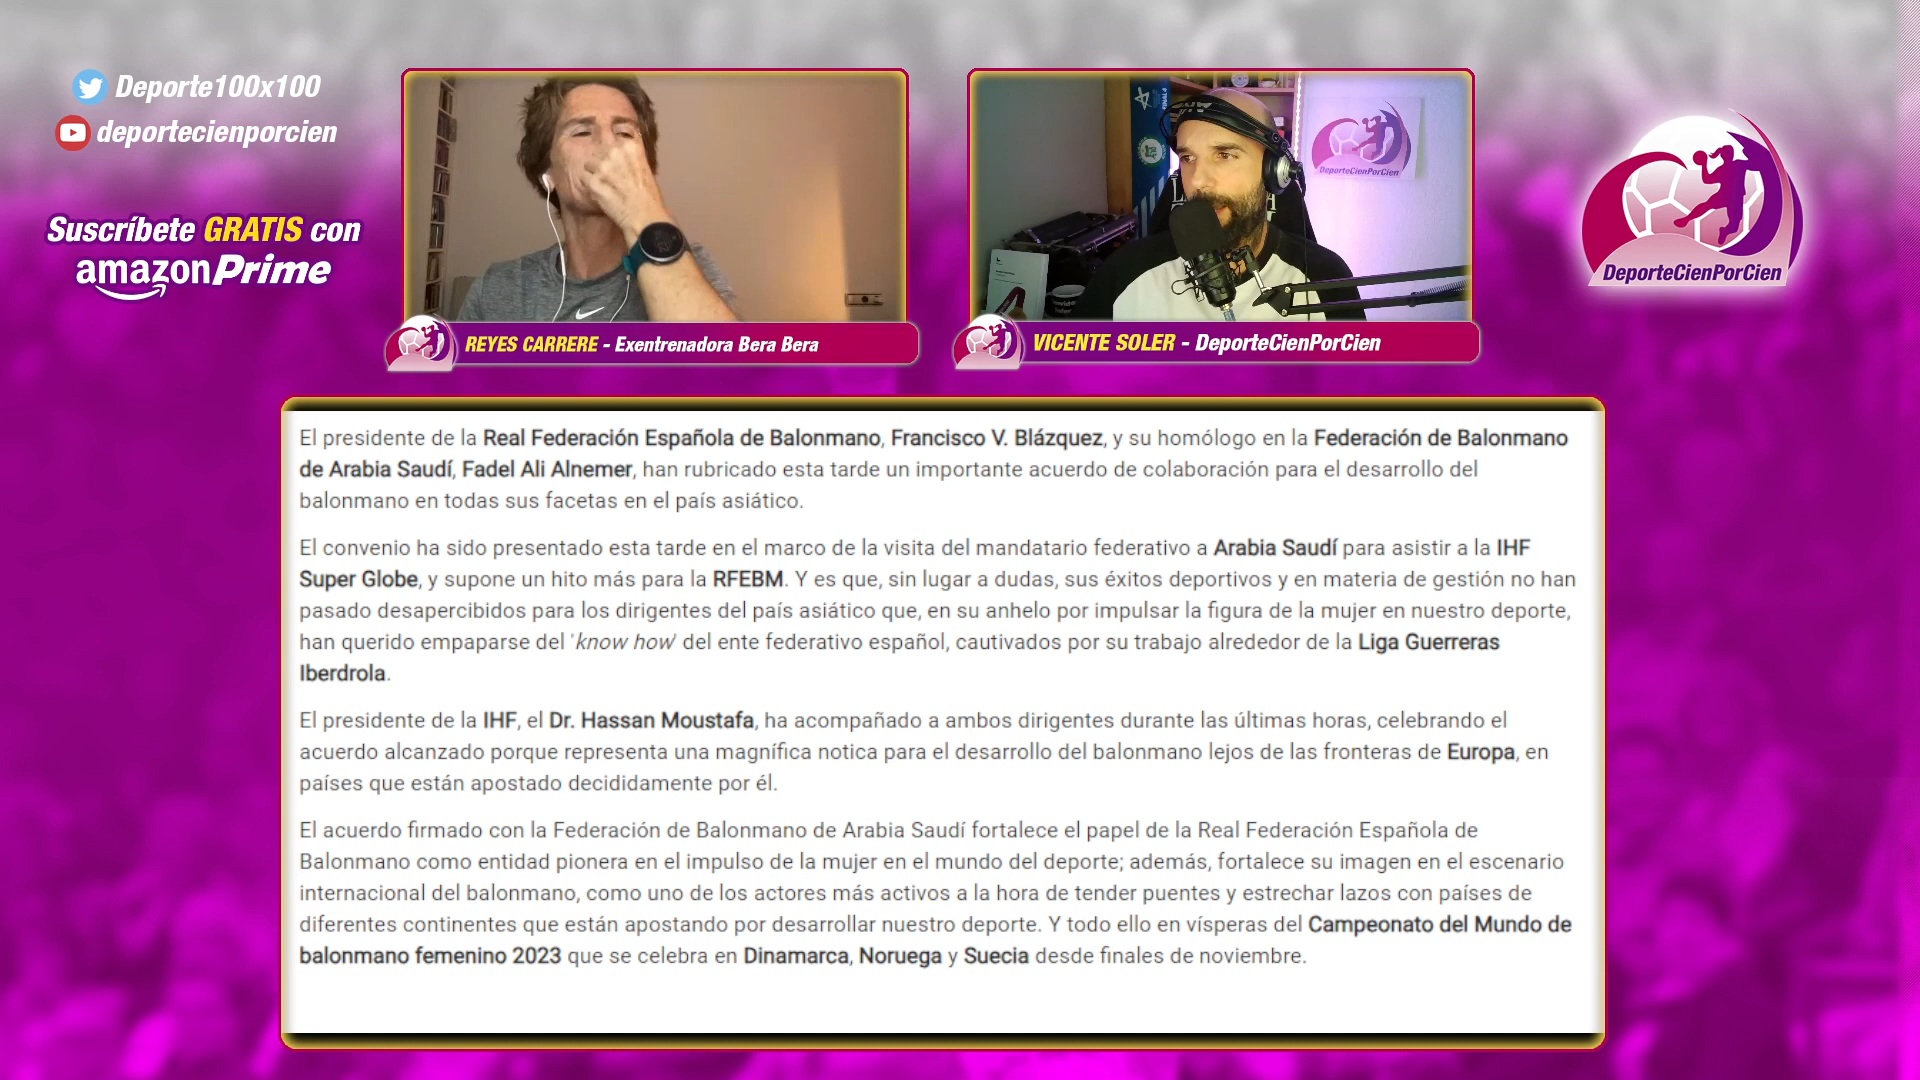 Deporte100x100
deportecienporcien
Suscríbete GRATIS con
amazonPrime
DeporteCienPorCien
DeporteCienPorCien
REYES CARRERE - Exentrenadora Bera Bera
VICENTE SOLER - DeporteCienPorCien
El presidente de la Real Federación Española de Balonmano, Francisco V. Blázquez, y su homólogo en la Federación de Balonmano
de Arabia Saudí, Fadel Ali Alnemer, han rubricado esta tarde un importante acuerdo de colaboración para el desarrollo del
balonmano en todas sus facetas en el país asiático.
El convenio ha sido presentado esta tarde en el marco de la visita del mandatario federativo a Arabia Saudí para asistir a la IHF
Super Globe, y supone un hito más para la RFEBM. Y es que, sin lugar a dudas, sus éxitos deportivos y en materia de gestión no han
pasado desapercibidos para los dirigentes del país asiático que, en su anhelo por impulsar la figura de la mujer en nuestro deporte,
han querido empaparse del 'know how' del ente federativo español, cautivados por su trabajo alrededor de la Liga Guerreras
Iberdrola.
El presidente de la IHF, el Dr. Hassan Moustafa, ha acompañado a ambos dirigentes durante las últimas horas, celebrando el
acuerdo alcanzado porque representa una magnífica notica para el desarrollo del balonmano lejos de las fronteras de Europa, en
países que están apostado decididamente por él.
El acuerdo firmado con la Federación de Balonmano de Arabia Saudí fortalece el papel de la Real Federación Española de
Balonmano como entidad pionera en el impulso de la mujer en el mundo del deporte; además, fortalece su imagen en el escenario
internacional del balonmano, como uno de los actores más activos a la hora de tender puentes y estrechar lazos con países de
diferentes continentes que están apostando por desarrollar nuestro deporte. Y todo ello en vísperas del Campeonato del Mundo de
balonmano femenino 2023 que se celebra en Dinamarca, Noruega y Suecia desde finales de noviembre.